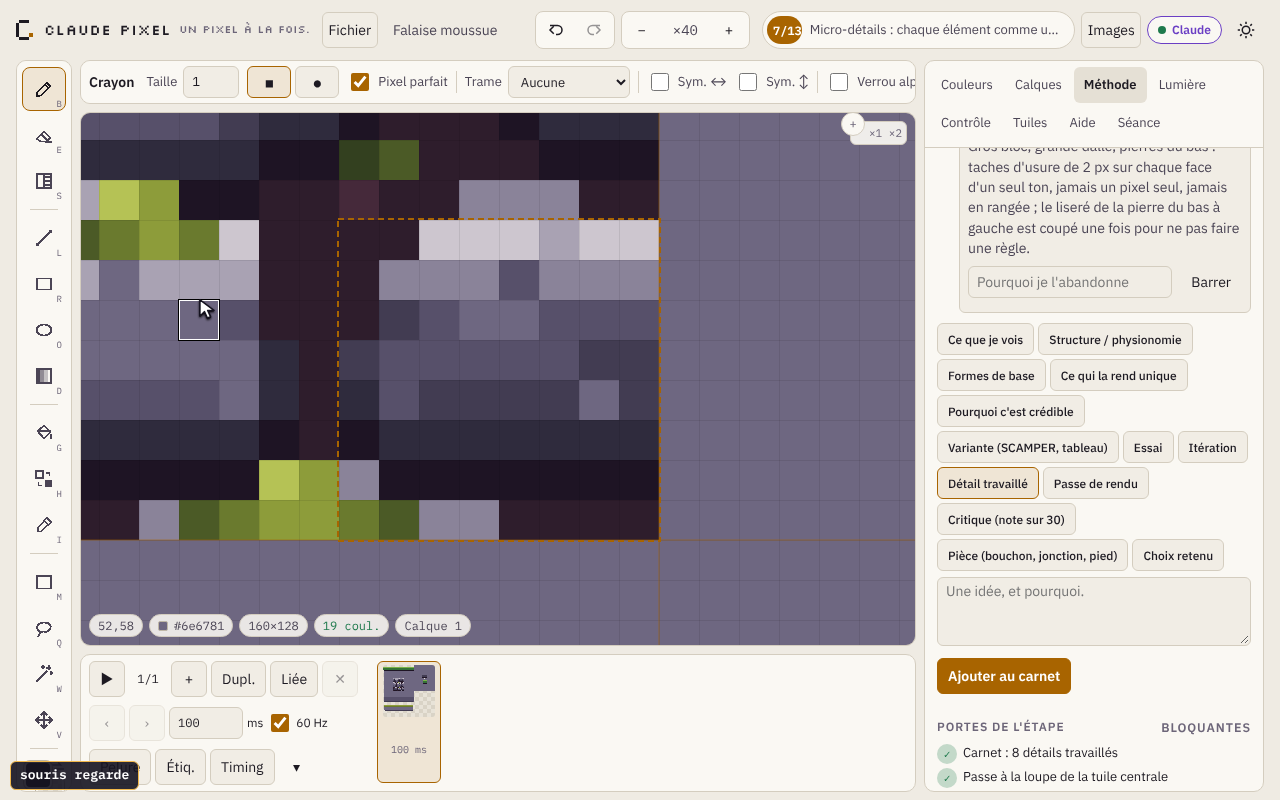 CLAUDE PIXEL UN PIXEL À LA FOIS. Fichier Falaise moussue − ×40 + 7/13 Micro-détails : chaque élément comme u… Images Claude
Crayon Taille 1 Pixel parfait Trame Aucune Sym. ↔ Sym. ↕ Verrou alp
B
E
S
L
R
O
D
G
H
I
M
Q
W
V
+ ×1 ×2
52,58 #6e6781 160×128 19 coul. Calque 1
1/1 + Dupl. Liée ×
‹ › 100 ms 60 Hz
Étiq. Timing ▼
100 ms
souris regarde
Couleurs Calques Méthode Lumière
Contrôle Tuiles Aide Séance
Gros bloc, grande dalle, pierres du bas :
taches d'usure de 2 px sur chaque face
d'un seul ton, jamais un pixel seul, jamais
en rangée ; le liseré de la pierre du bas à
gauche est coupé une fois pour ne pas faire
une règle.
Pourquoi je l'abandonne Barrer
Ce que je vois Structure / physionomie
Formes de base Ce qui la rend unique
Pourquoi c'est crédible
Variante (SCAMPER, tableau) Essai Itération
Détail travaillé Passe de rendu
Critique (note sur 30)
Pièce (bouchon, jonction, pied) Choix retenu
Une idée, et pourquoi.
Ajouter au carnet
PORTES DE L'ÉTAPE BLOQUANTES
✓ Carnet : 8 détails travaillés
✓ Passe à la loupe de la tuile centrale